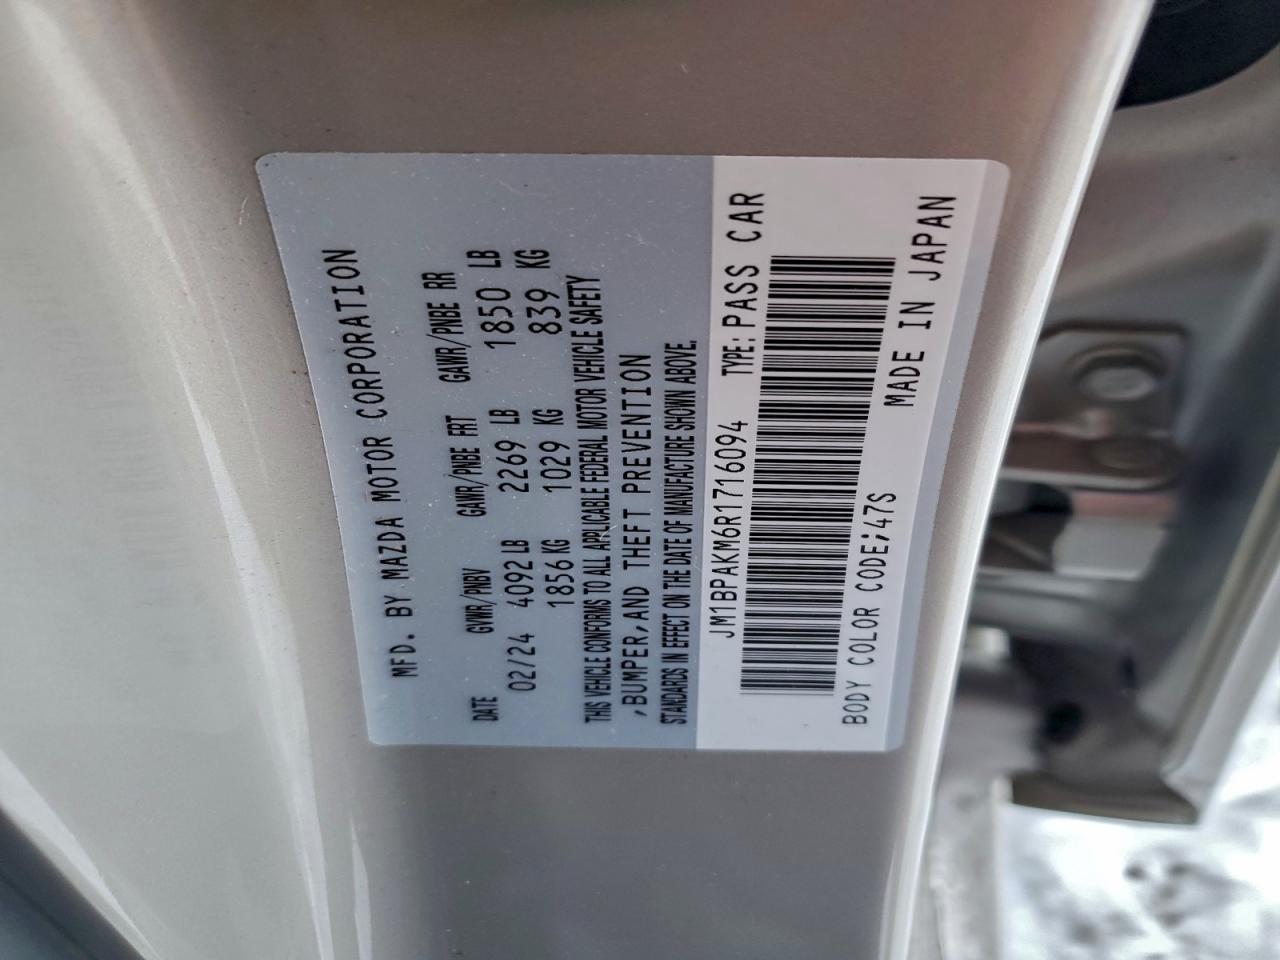 MFD. BY MAZDA MOTOR CORPORATION
DATE GVWR/PNBV GAWR/PNBE FRT GAWR/PNBE RR
02/24 4092 LB 2269 LB 1850 LB
1856 KG 1029 KG 839 KG
THIS VEHICLE CONFORMS TO ALL APPLICABLE FEDERAL MOTOR VEHICLE SAFETY
,BUMPER,AND THEFT PREVENTION
STANDARDS IN EFFECT ON THE DATE OF MANUFACTURE SHOWN ABOVE.
JM1BPAKM6R1716094 TYPE: PASS CAR
BODY COLOR CODE;47S MADE IN JAPAN